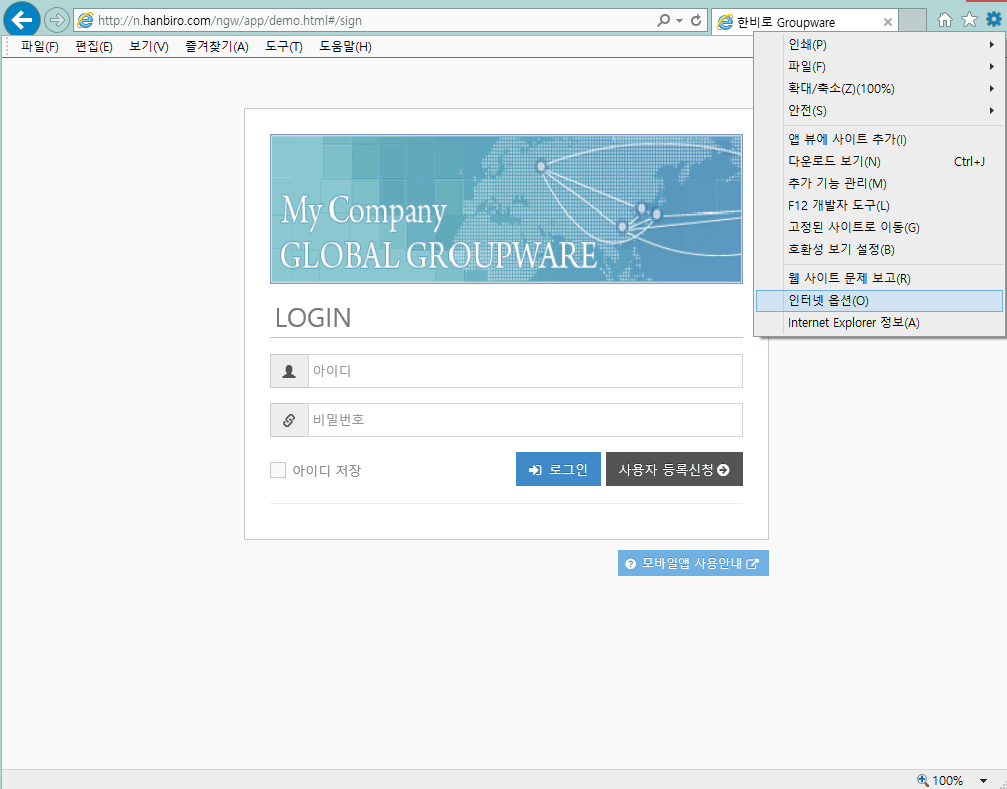 http://n.hanbiro.com/ngw/app/demo.html#/sign
한비로 Groupware
파일(F) 편집(E) 보기(V) 즐겨찾기(A) 도구(T) 도움말(H)
인쇄(P)
파일(F)
확대/축소(Z)(100%)
안전(S)
앱 뷰에 사이트 추가(I)
다운로드 보기(N) Ctrl+J
추가 기능 관리(M)
F12 개발자 도구(L)
고정된 사이트로 이동(G)
호환성 보기 설정(B)
웹 사이트 문제 보고(R)
인터넷 옵션(O)
Internet Explorer 정보(A)
My Company
GLOBAL GROUPWARE
LOGIN
아이디
비밀번호
아이디 저장
로그인
사용자 등록신청
모바일앱 사용안내
100%